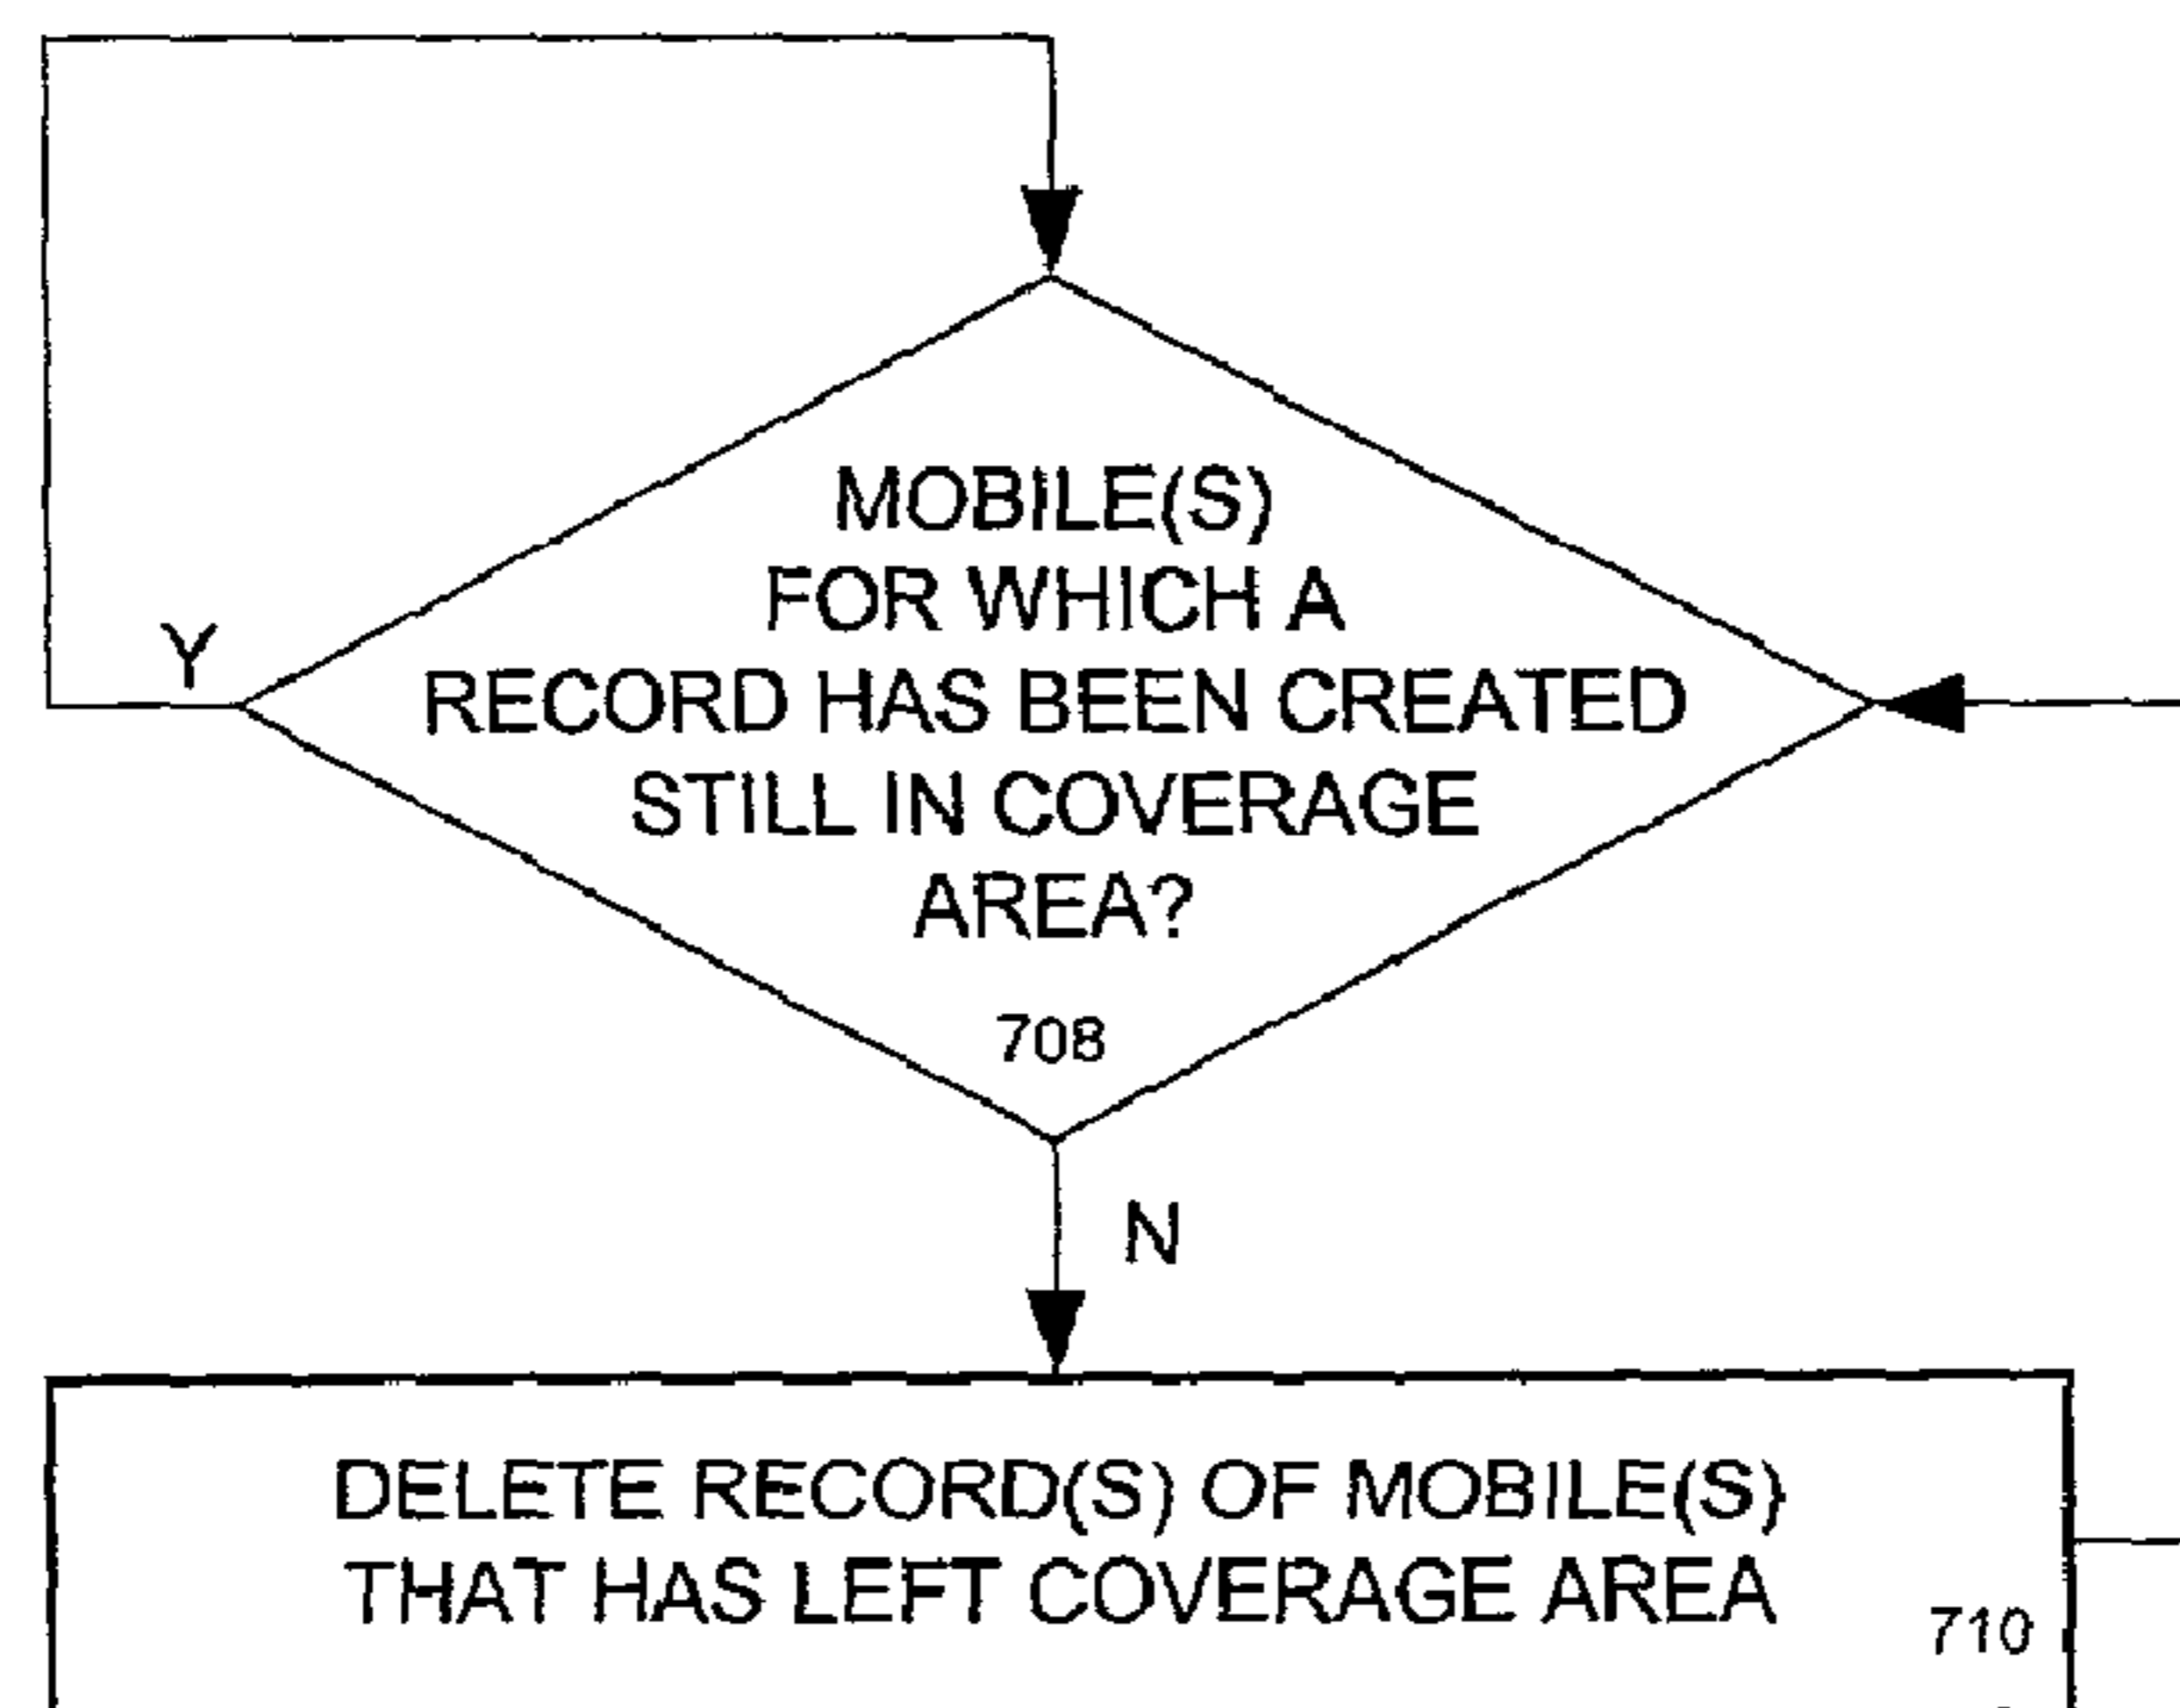 MOBILE(S)
FOR WHICH A
RECORD HAS BEEN CREATED
STILL IN COVERAGE
AREA?
Y
708
N
DELETE RECORD(S) OF MOBILE(S)
THAT HAS LEFT COVERAGE AREA
710